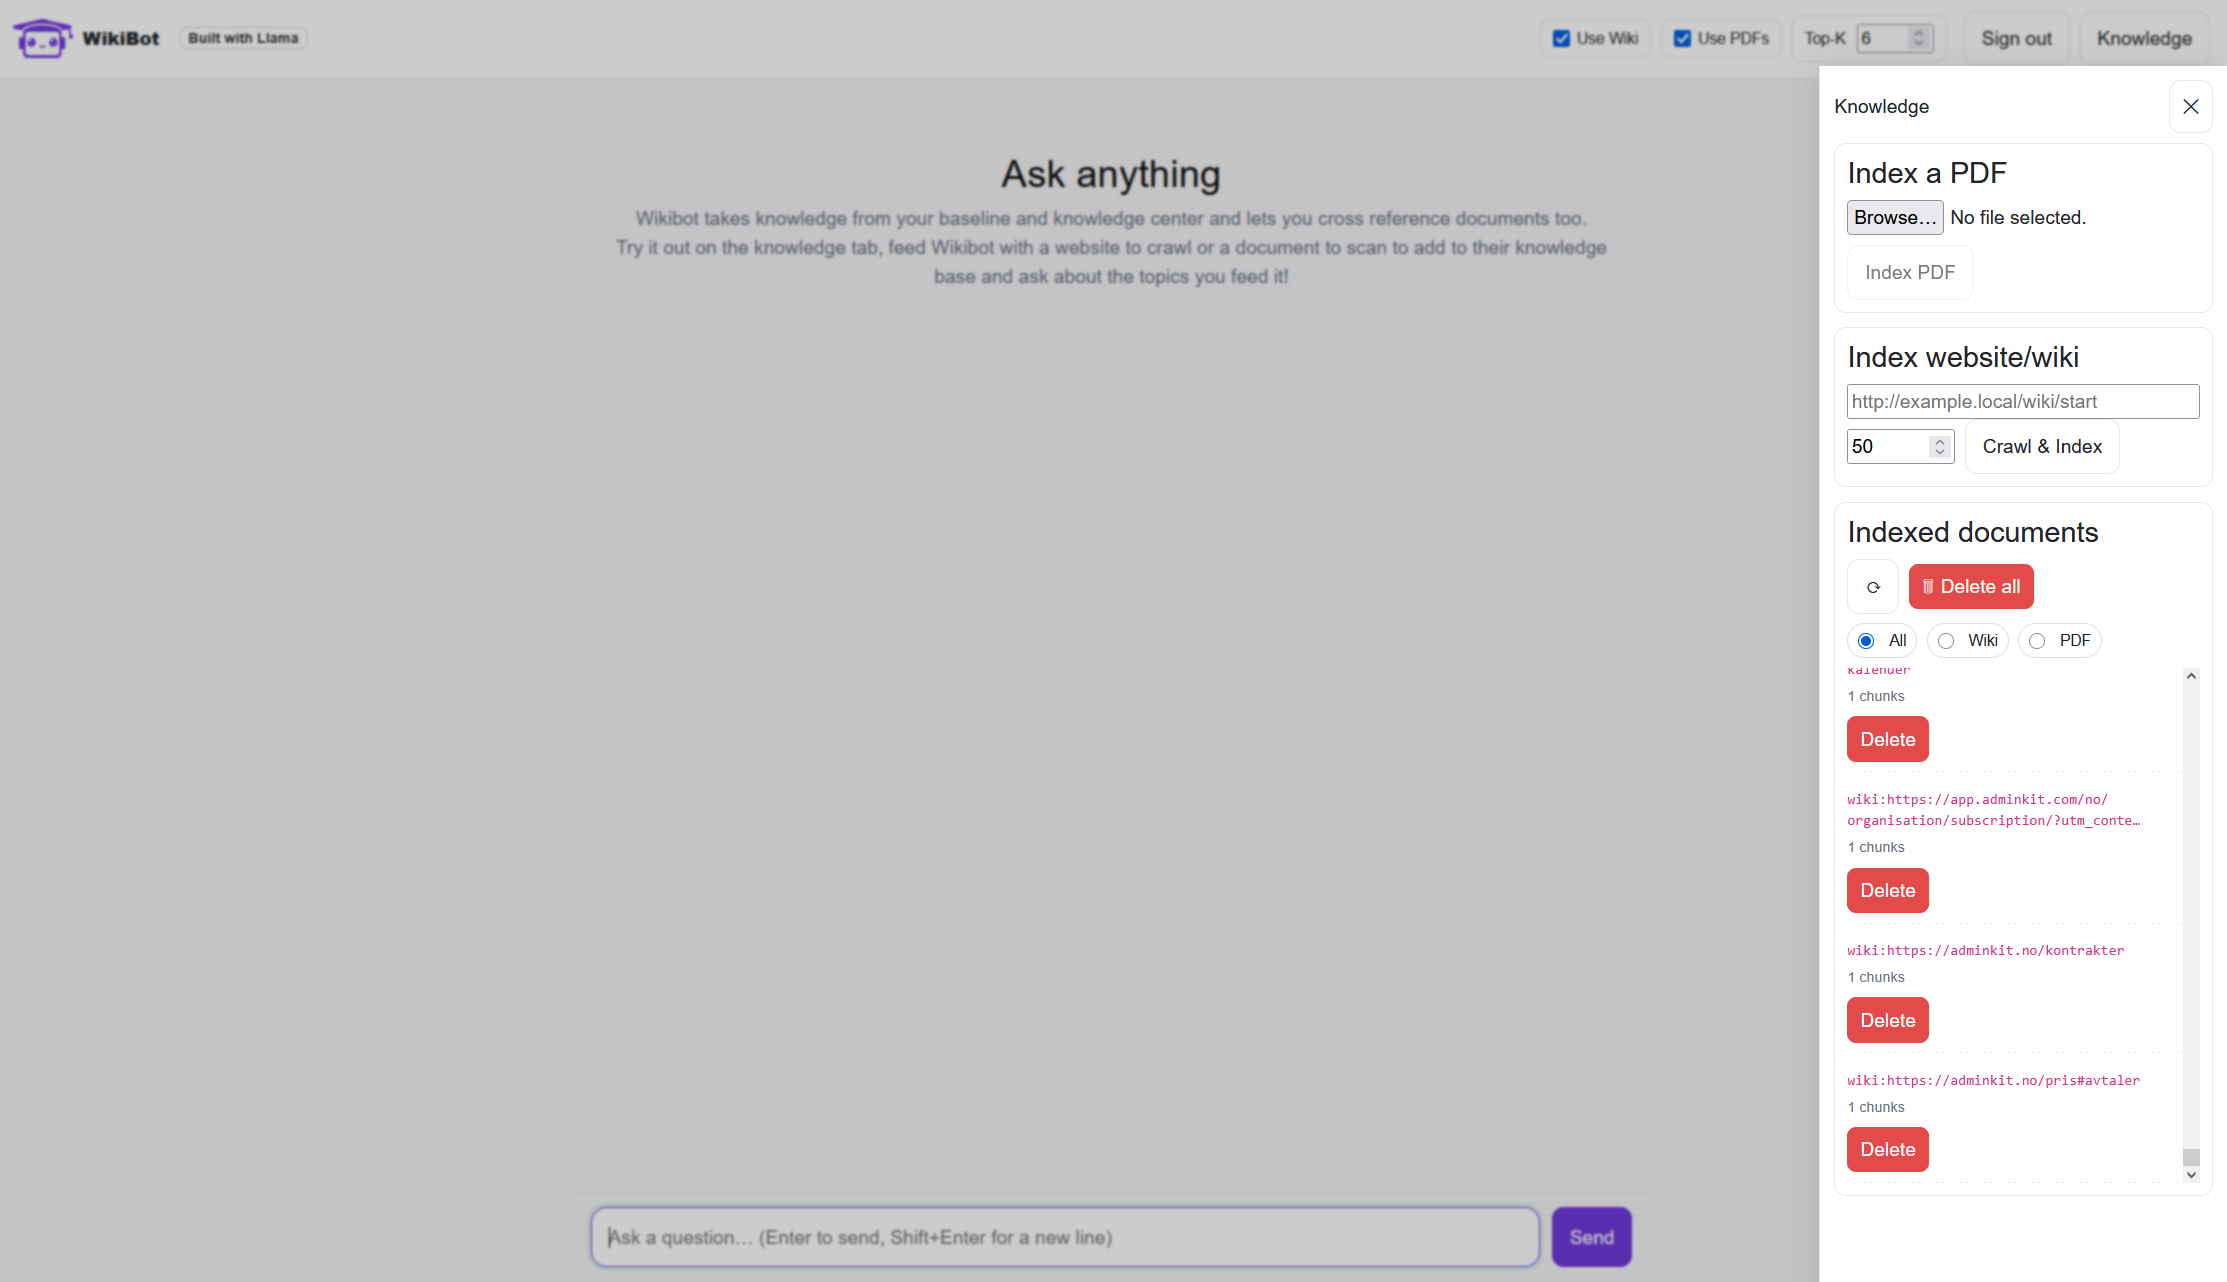 WikiBot
Built with Llama
Use Wiki
Use PDFs
Top-K 6
Sign out
Knowledge
Ask anything
Wikibot takes knowledge from your baseline and knowledge center and lets you cross reference documents too.
Try it out on the knowledge tab, feed Wikibot with a website to crawl or a document to scan to add to their knowledge
base and ask about the topics you feed it!
Ask a question… (Enter to send, Shift+Enter for a new line)
Send
Knowledge
Index a PDF
Browse… No file selected.
Index PDF
Index website/wiki
http://example.local/wiki/start
50
Crawl & Index
Indexed documents
Delete all
All
Wiki
PDF
kalender
1 chunks
Delete
wiki:https://app.adminkit.com/no/
organisation/subscription/?utm_conte…
1 chunks
Delete
wiki:https://adminkit.no/kontrakter
1 chunks
Delete
wiki:https://adminkit.no/pris#avtaler
1 chunks
Delete